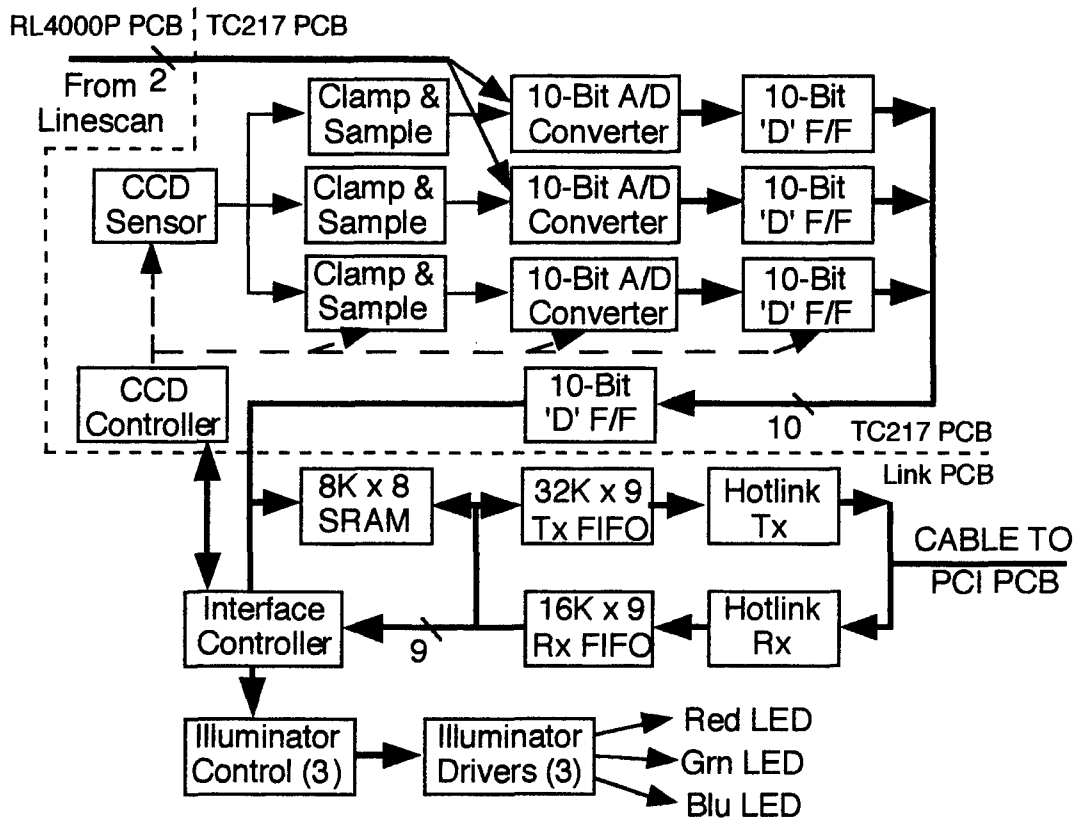 RL4000P PCB
TC217 PCB
From 2
Linescan
Clamp &
Sample
10-Bit A/D
Converter
10-Bit
'D' F/F
CCD
Sensor
Clamp &
Sample
10-Bit A/D
Converter
10-Bit
'D' F/F
Clamp &
Sample
10-Bit A/D
Converter
10-Bit
'D' F/F
CCD
Controller
10-Bit
'D' F/F
10
TC217 PCB
Link PCB
8K x 8
SRAM
32K x 9
Tx FIFO
Hotlink
Tx
CABLE TO
PCI PCB
Interface
Controller
9
16K x 9
Rx FIFO
Hotlink
Rx
Illuminator
Control (3)
Illuminator
Drivers (3)
Red LED
Grn LED
Blu LED